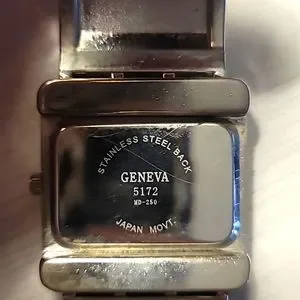 STAINLESS STEEL BACK
GENEVA
5172
MD-250
JAPAN MOVT.